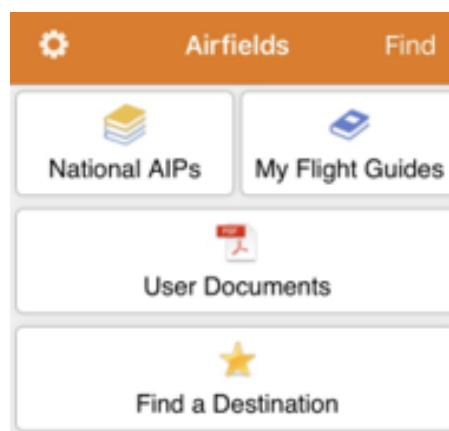 Airfields Find
National AIPs My Flight Guides
PDF
User Documents
Find a Destination